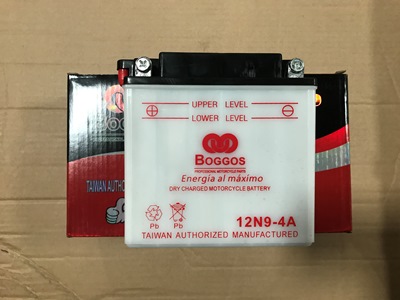 UPPER LEVEL
LOWER LEVEL
BOGGOS
PROFESSIONAL MOTORCYCLE PARTS
Energia al máximo
DRY CHARGED MOTORCYCLE BATTERY
Pb
Pb
12N9-4A
TAIWAN AUTHORIZED MANUFACTURED
TAIWAN AUTHO